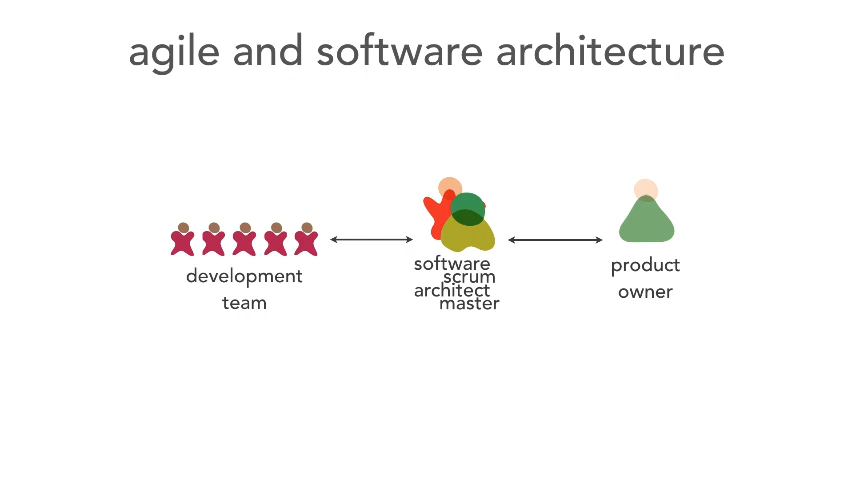 agile and software architecture
development
team
software
architect
scrum
master
product
owner